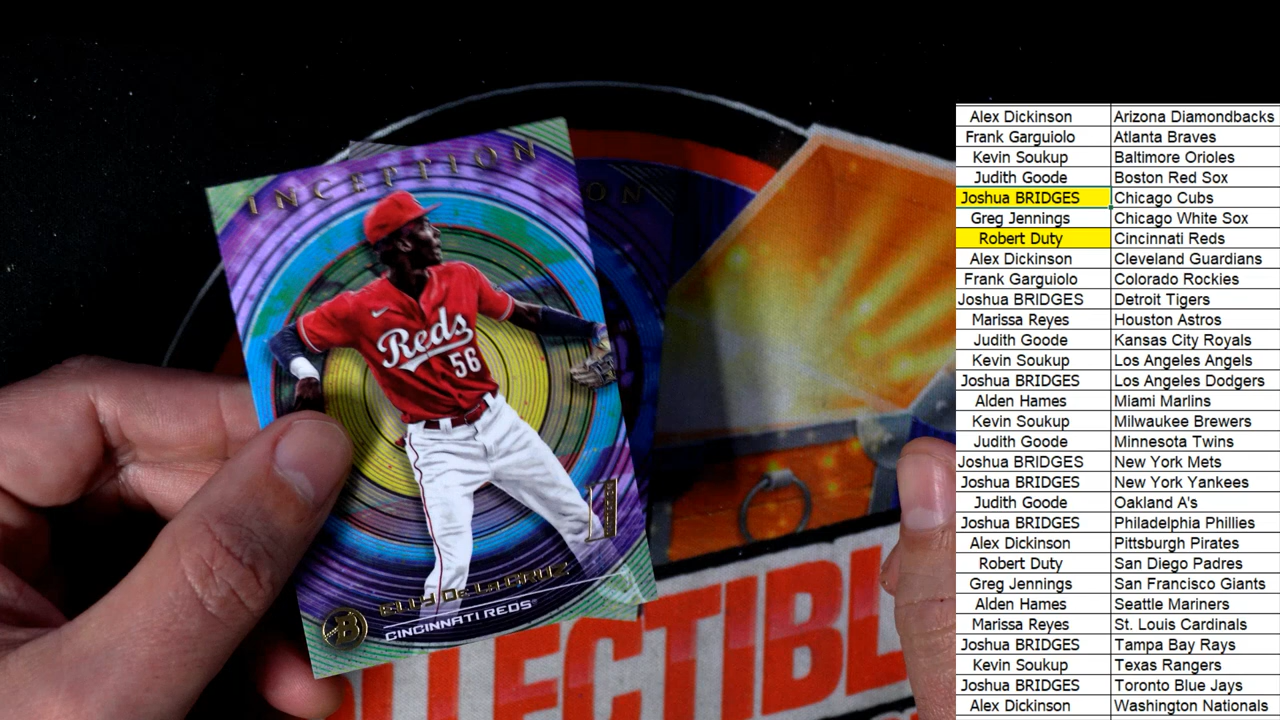 INCEPTION
ON
Reds
56
INCEPTION
ELLY DE LA CRUZ
B
CINCINNATI REDS
LLECTIBL
Alex Dickinson Arizona Diamondbacks
Frank Garguiolo Atlanta Braves
Kevin Soukup Baltimore Orioles
Judith Goode Boston Red Sox
Joshua BRIDGES Chicago Cubs
Greg Jennings Chicago White Sox
Robert Duty Cincinnati Reds
Alex Dickinson Cleveland Guardians
Frank Garguiolo Colorado Rockies
Joshua BRIDGES Detroit Tigers
Marissa Reyes Houston Astros
Judith Goode Kansas City Royals
Kevin Soukup Los Angeles Angels
Joshua BRIDGES Los Angeles Dodgers
Alden Hames Miami Marlins
Kevin Soukup Milwaukee Brewers
Judith Goode Minnesota Twins
Joshua BRIDGES New York Mets
Joshua BRIDGES New York Yankees
Judith Goode Oakland A's
Joshua BRIDGES Philadelphia Phillies
Alex Dickinson Pittsburgh Pirates
Robert Duty San Diego Padres
Greg Jennings San Francisco Giants
Alden Hames Seattle Mariners
Marissa Reyes St. Louis Cardinals
Joshua BRIDGES Tampa Bay Rays
Kevin Soukup Texas Rangers
Joshua BRIDGES Toronto Blue Jays
Alex Dickinson Washington Nationals